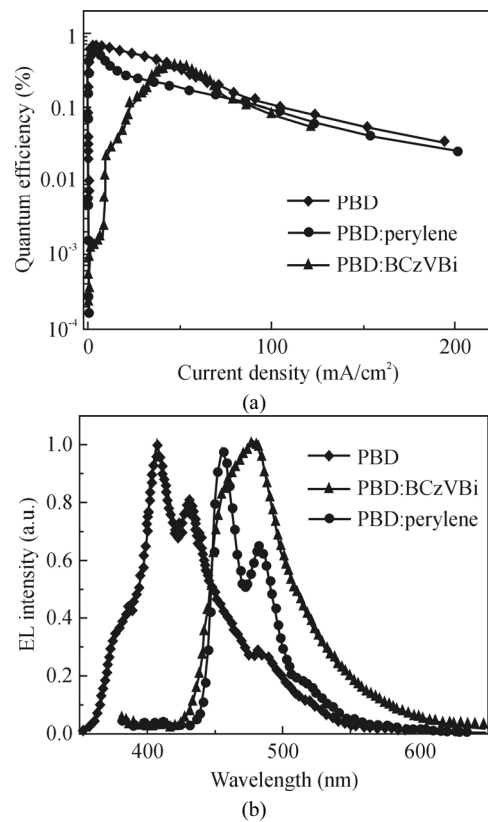 1
0.1
0.01
10⁻³
10⁻⁴
Quantum efficiency (%)
PBD
PBD:perylene
PBD:BCzVBi
0 100 200
Current density (mA/cm²)
(a)
1.0
0.8
0.6
0.4
0.2
0.0
EL intensity (a.u.)
PBD
PBD:BCzVBi
PBD:perylene
400 500 600
Wavelength (nm)
(b)